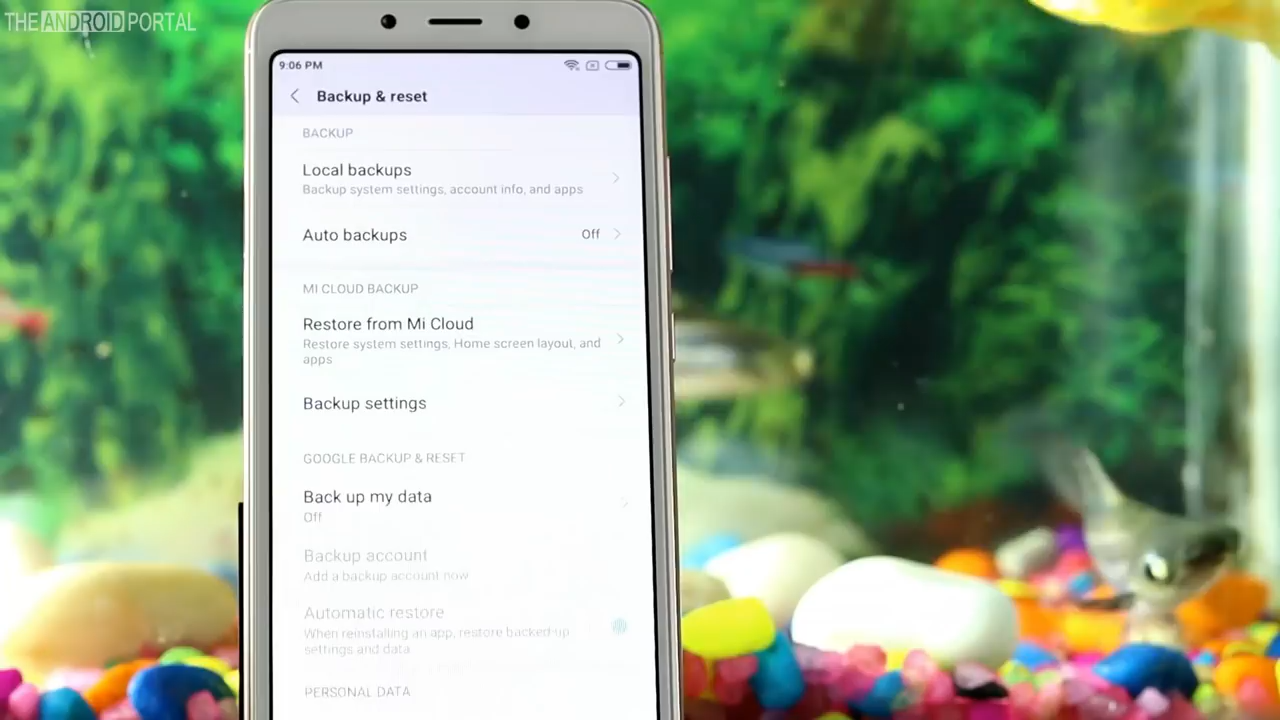 THEANDROIDPORTAL
9:06 PM
Backup & reset
BACKUP
Local backups
Backup system settings, account info, and apps
Auto backups
Off
MI CLOUD BACKUP
Restore from Mi Cloud
Restore system settings, Home screen layout, and
apps
Backup settings
GOOGLE BACKUP & RESET
Back up my data
Off
Backup account
Add a backup account now
Automatic restore
When reinstalling an app, restore backed-up
settings and data
PERSONAL DATA